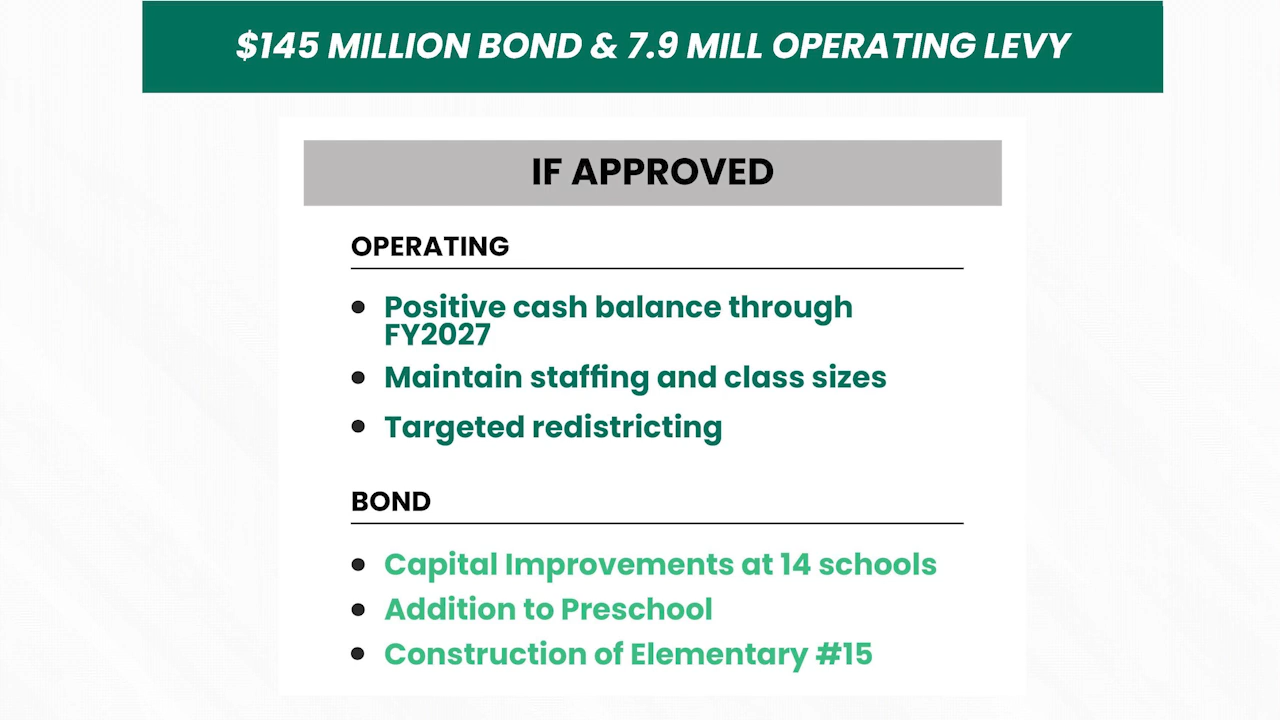 $145 MILLION BOND & 7.9 MILL OPERATING LEVY
IF APPROVED
OPERATING
• Positive cash balance through
FY2027
• Maintain staffing and class sizes
• Targeted redistricting
BOND
• Capital Improvements at 14 schools
• Addition to Preschool
• Construction of Elementary #15